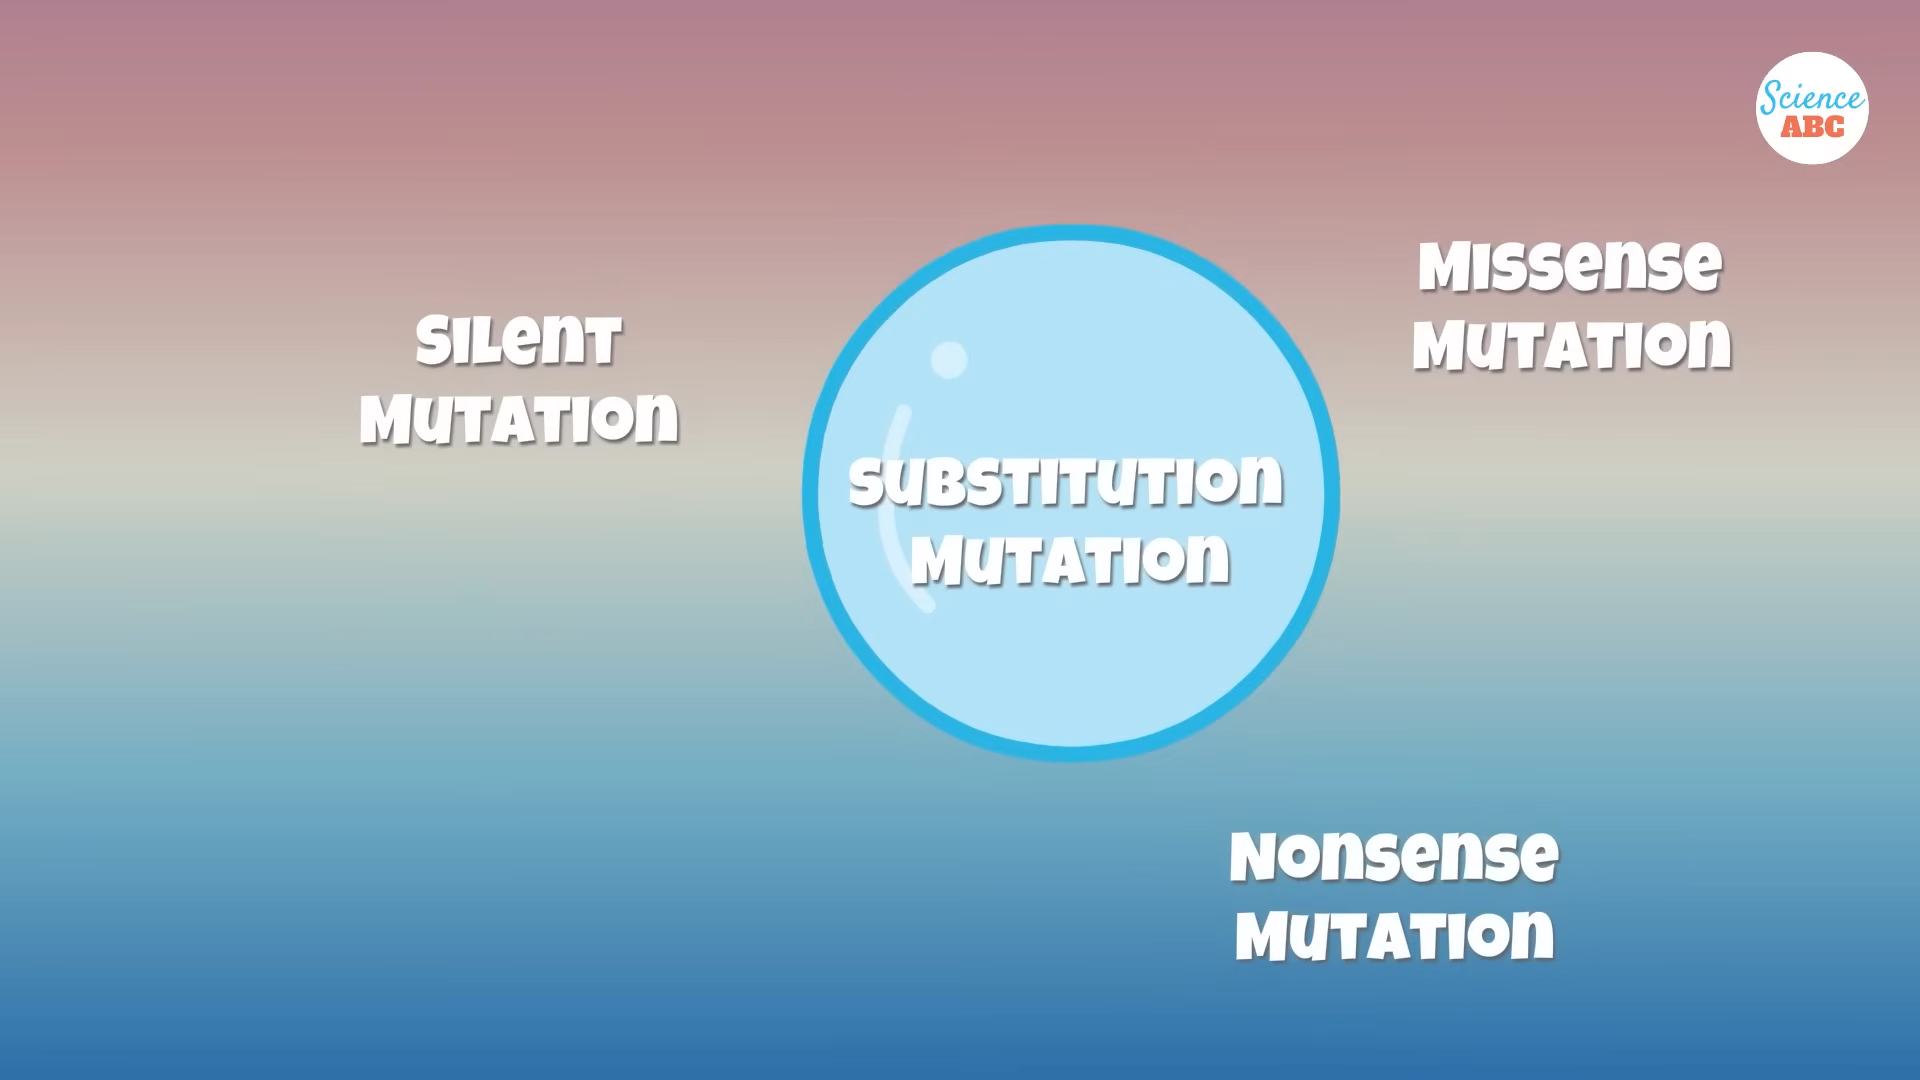 Science
ABC
Missense
Mutation
Silent
Mutation
Substitution
Mutation
Nonsense
Mutation